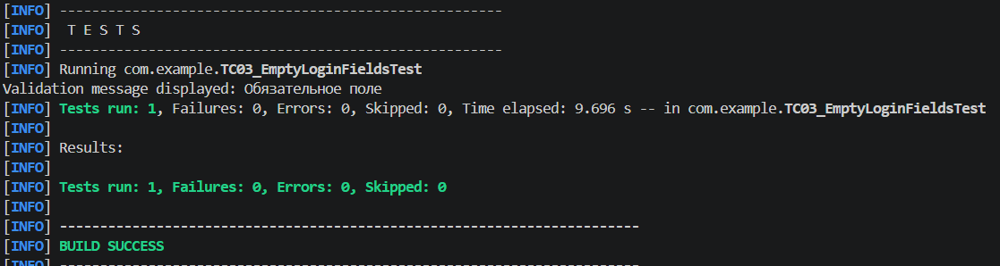 [INFO] -------------------------------------------------------
[INFO]  T E S T S
[INFO] -------------------------------------------------------
[INFO] Running com.example.TC03_EmptyLoginFieldsTest
Validation message displayed: Обязательное поле
[INFO] Tests run: 1, Failures: 0, Errors: 0, Skipped: 0, Time elapsed: 9.696 s -- in com.example.TC03_EmptyLoginFieldsTest
[INFO]
[INFO] Results:
[INFO]
[INFO] Tests run: 1, Failures: 0, Errors: 0, Skipped: 0
[INFO]
[INFO] ------------------------------------------------------------------------
[INFO] BUILD SUCCESS
[INFO] ------------------------------------------------------------------------